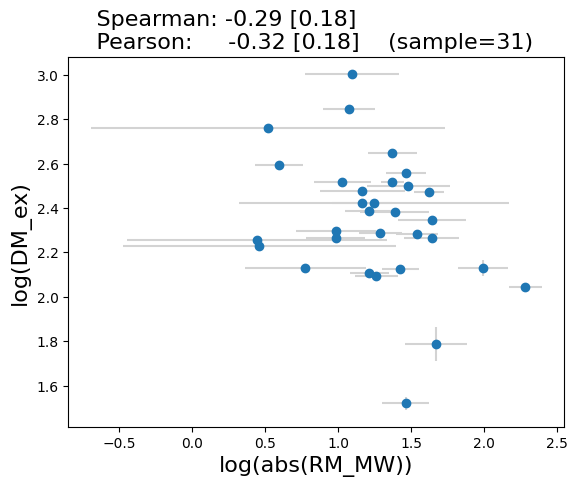 Spearman: -0.29 [0.18]
Pearson: -0.32 [0.18] (sample=31)
3.0
2.8
2.6
2.4
2.2
2.0
1.8
1.6
log(DM_ex)
-0.5 0.0 0.5 1.0 1.5 2.0 2.5
log(abs(RM_MW))